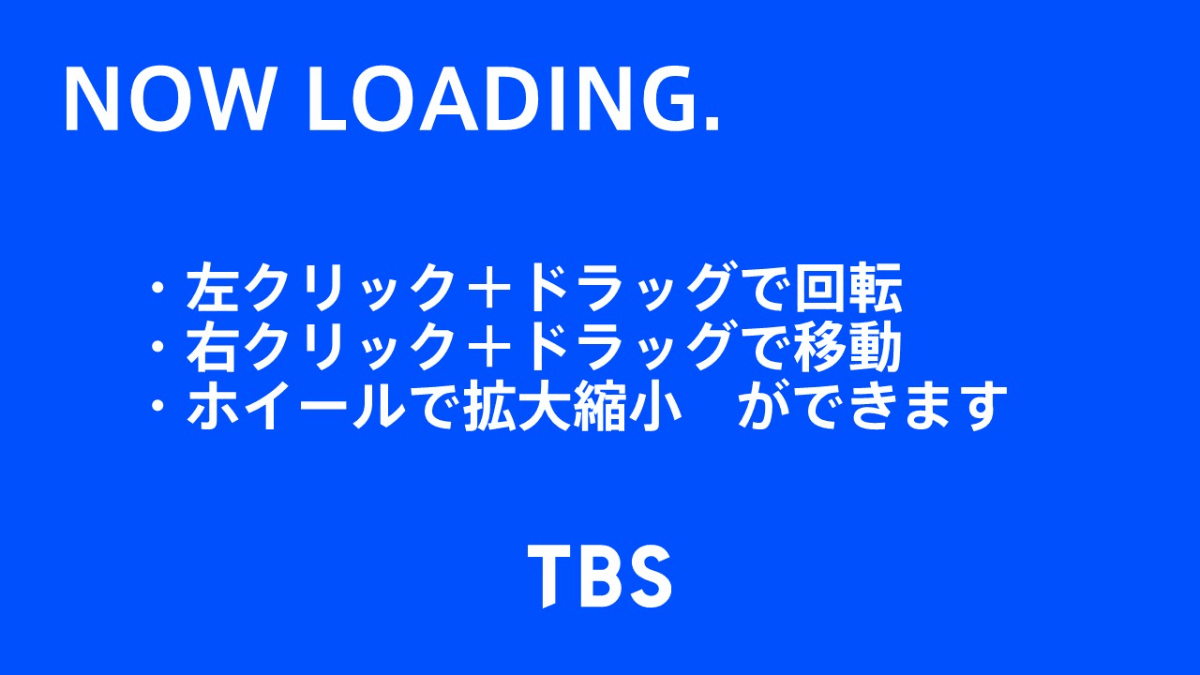 NOW LOADING.
・左クリック＋ドラッグで回転
・右クリック＋ドラッグで移動
・ホイールで拡大縮小　ができます
TBS